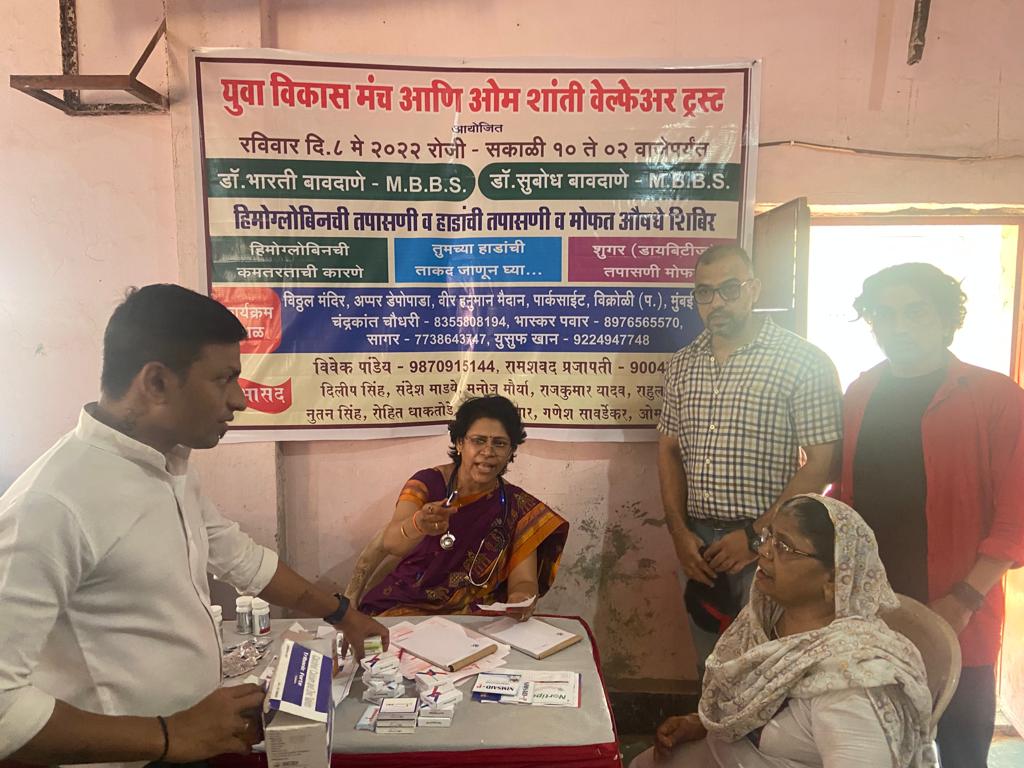 युवा विकास मंच आणि ओम शांती वेल्फेअर ट्रस्ट
आयोजित
रविवार दि.८ मे २०२२ रोजी - सकाळी १० ते ०२ वाजेपर्यंत
डॉ.भारती बावदाणे - M.B.B.S. डॉ.सुबोध बावदाणे - M.B.B.S.
हिमोग्लोबिनची तपासणी व हाडांची तपासणी व मोफत औषधे शिबिर
हिमोग्लोबिनची
कमतरताची कारणे
तुमच्या हाडांची
ताकद जाणून घ्या...
शुगर (डायबिटीज)
तपासणी मोफ
विठ्ठल मंदिर, अप्पर डेपोपाडा, वीर हनुमान मैदान, पार्कसाईट, विक्रोळी (प.), मुंबई
चंद्रकांत चौधरी - 8355808194, भास्कर पवार - 8976565570,
सागर - 7738643747, युसुफ खान - 9224947748
विवेक पांडेय - 9870915144, रामशवद प्रजापती - 9004
दिलीप सिंह, संदेश माडये मनोज मौर्या, राजकुमार यादव, राहुल
नुतन सिंह, रोहित धाकतोडे गणेश सावर्डेकर, ओम
NIMSAID-P